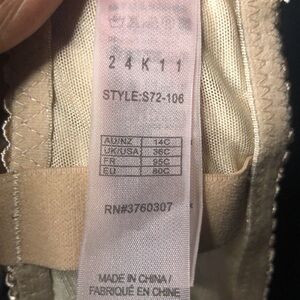 24K11
STYLE:S72-106
AU/NZ 14C
UK/USA 36C
FR 95C
EU 80C
RN#3760307
MADE IN CHINA/
FABRIQUÉ EN CHINE